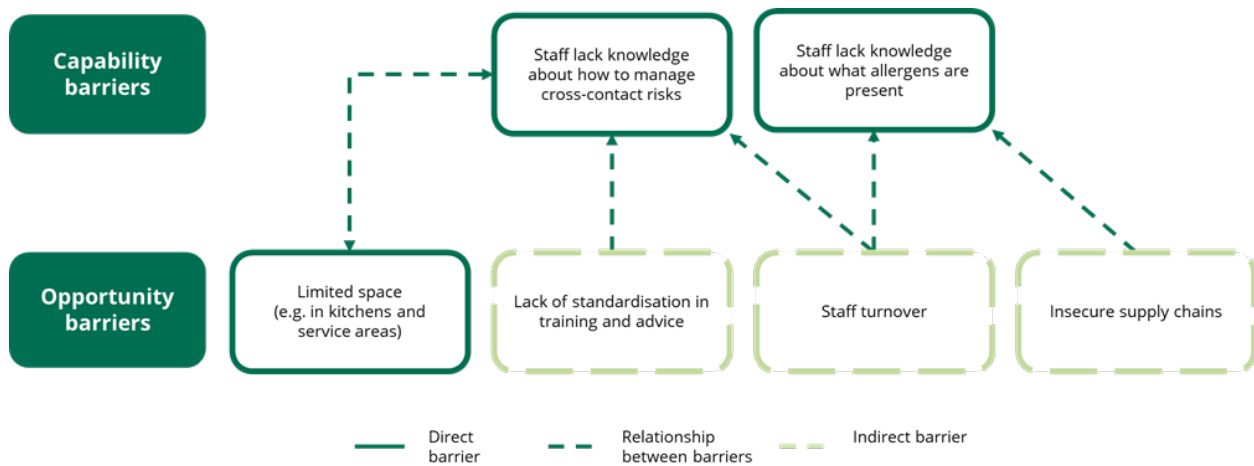 Capability
barriers
Staff lack knowledge
about how to manage
cross-contact risks
Staff lack knowledge
about what allergens are
present
Opportunity
barriers
Limited space
(e.g. in kitchens and
service areas)
Lack of standardisation in
training and advice
Staff turnover
Insecure supply chains
Direct
barrier
Relationship
between barriers
Indirect barrier